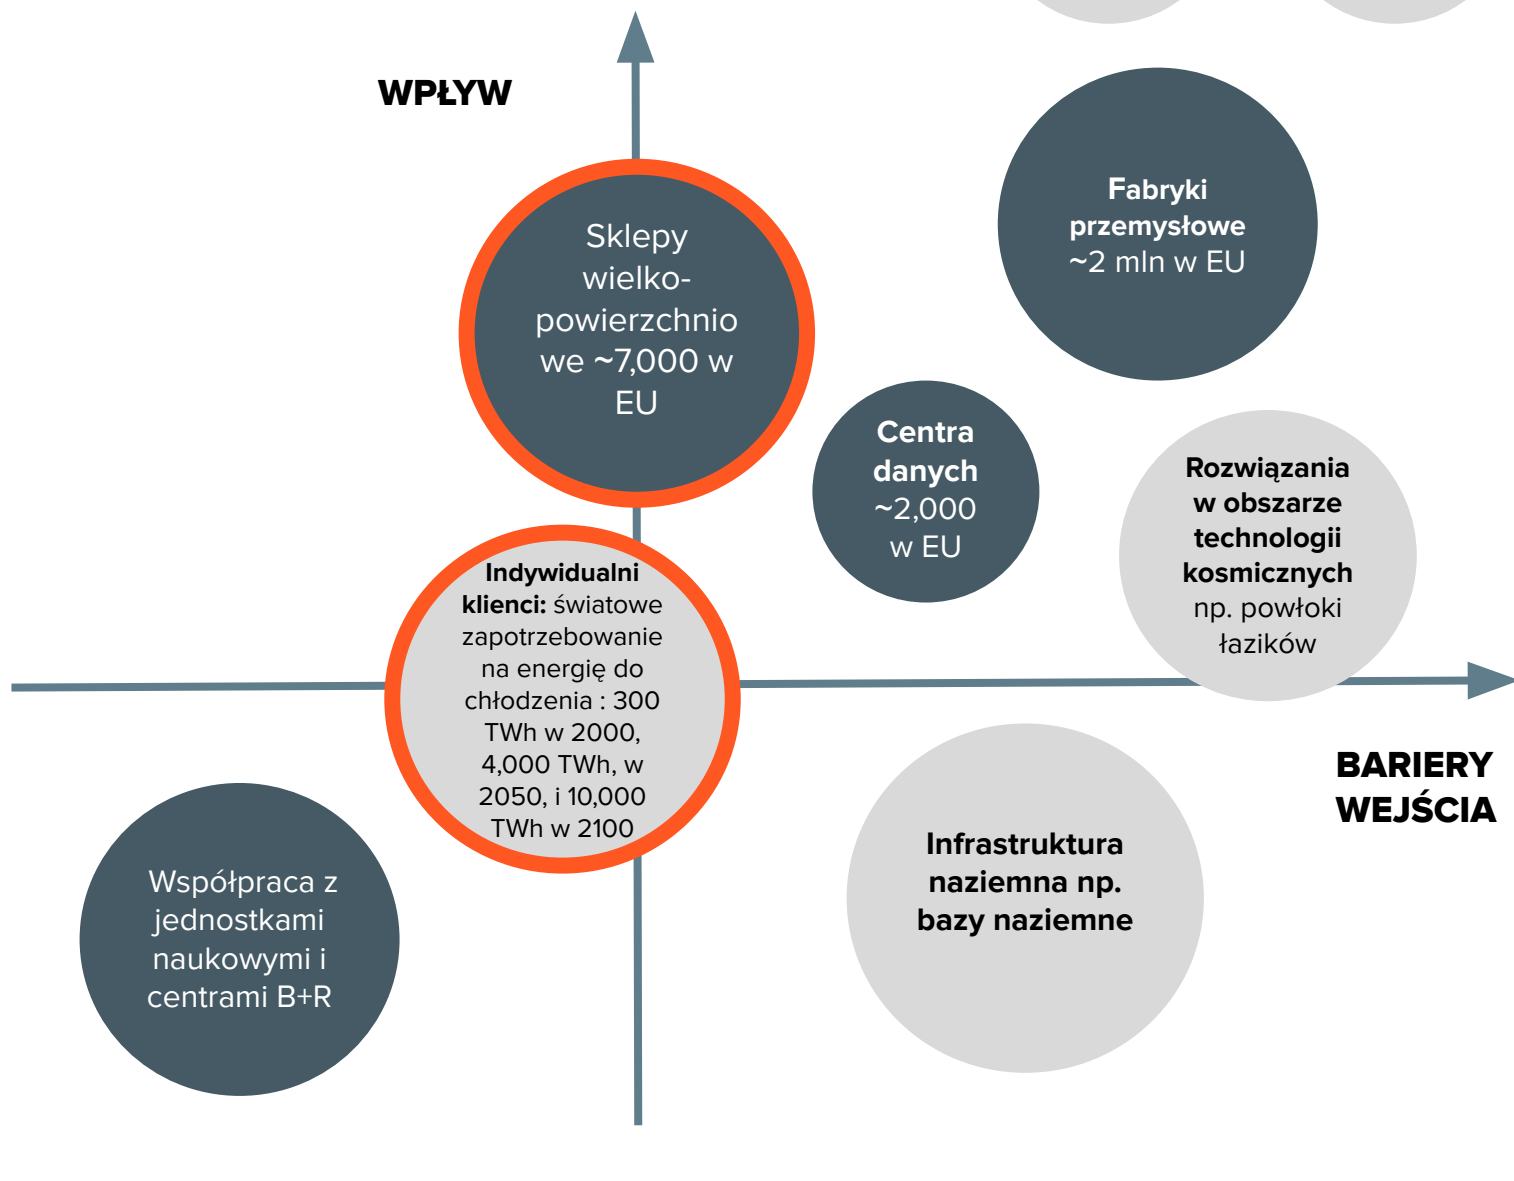 WPŁYW
Fabryki
przemysłowe
~2 mln w EU
Sklepy
wielko-
powierzchnio
we ~7,000 w
EU
Centra
danych
~2,000
w EU
Rozwiązania
w obszarze
technologii
kosmicznych
np. powłoki
łazików
Indywidualni
klienci: światowe
zapotrzebowanie
na energię do
chłodzenia : 300
TWh w 2000,
4,000 TWh, w
2050, i 10,000
TWh w 2100
BARIERY
WEJŚCIA
Infrastruktura
naziemna np.
bazy naziemne
Współpraca z
jednostkami
naukowymi i
centrami B+R